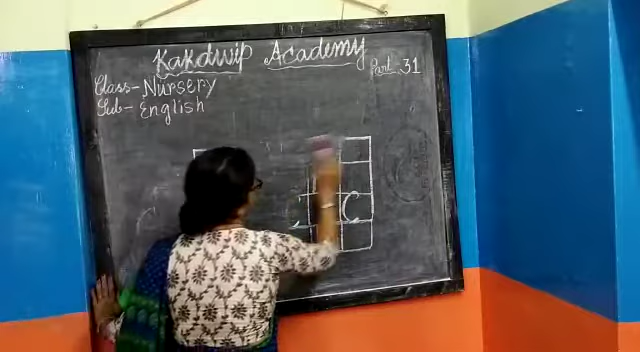 Kakdwip Academy
Part: 31
Class- Nursery
Sub- English
C